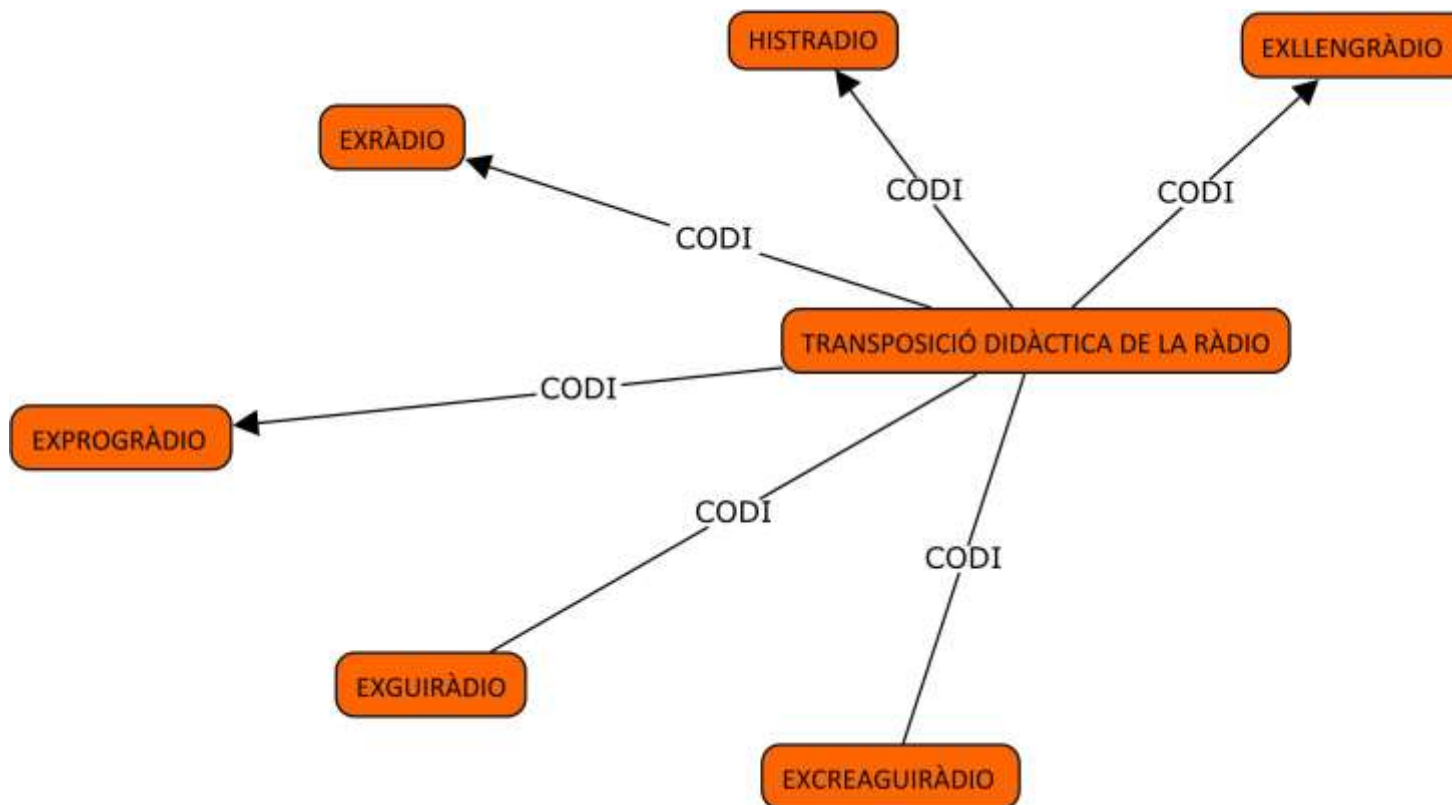 HISTRADIO
EXLLENGRÀDIO
EXRÀDIO
CODI
CODI
CODI
TRANSPOSICIÓ DIDÀCTICA DE LA RÀDIO
CODI
EXPROGRÀDIO
CODI
CODI
EXGUIRÀDIO
EXCREAGUIRÀDIO